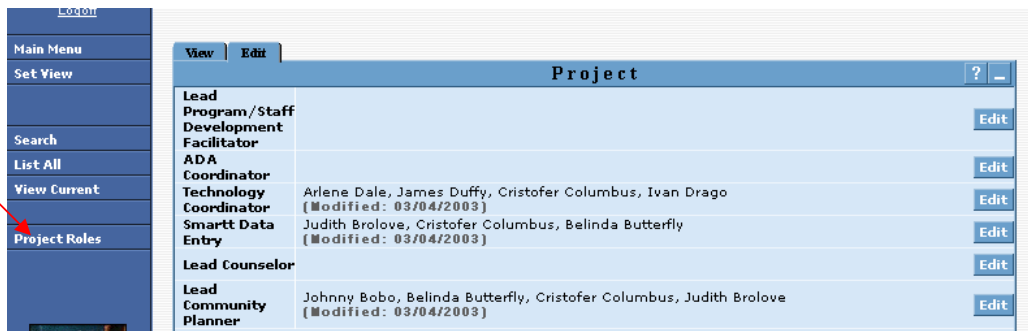 Logoff
Main Menu
Set View
Search
List All
View Current
Project Roles
View Edit
Project ? _
Lead
Program/Staff
Development
Facilitator
Edit
ADA
Coordinator
Edit
Technology
Coordinator
Arlene Dale, James Duffy, Cristofer Columbus, Ivan Drago
(Modified: 03/04/2003)
Edit
Smartt Data
Entry
Judith Brolove, Cristofer Columbus, Belinda Butterfly
(Modified: 03/04/2003)
Edit
Lead Counselor
Edit
Lead
Community
Planner
Johnny Bobo, Belinda Butterfly, Cristofer Columbus, Judith Brolove
(Modified: 03/04/2003)
Edit